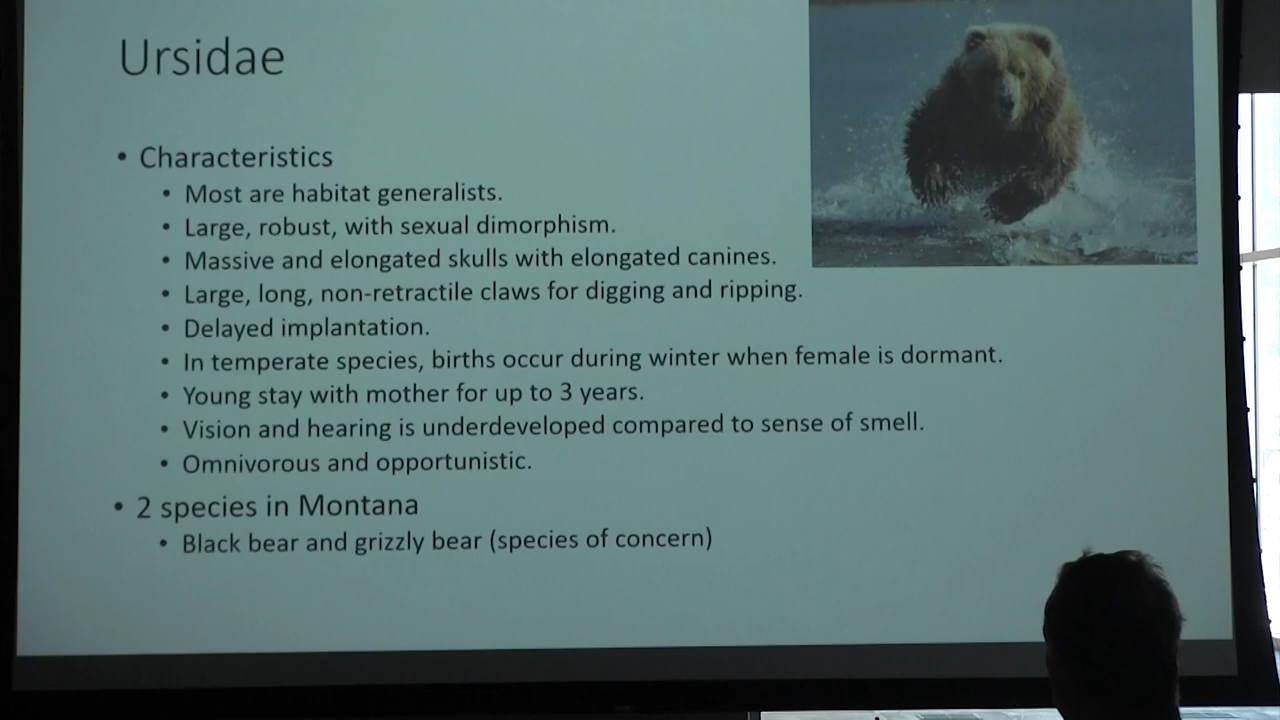 Ursidae
• Characteristics
• Most are habitat generalists.
• Large, robust, with sexual dimorphism.
• Massive and elongated skulls with elongated canines.
• Large, long, non-retractile claws for digging and ripping.
• Delayed implantation.
• In temperate species, births occur during winter when female is dormant.
• Young stay with mother for up to 3 years.
• Vision and hearing is underdeveloped compared to sense of smell.
• Omnivorous and opportunistic.
• 2 species in Montana
• Black bear and grizzly bear (species of concern)